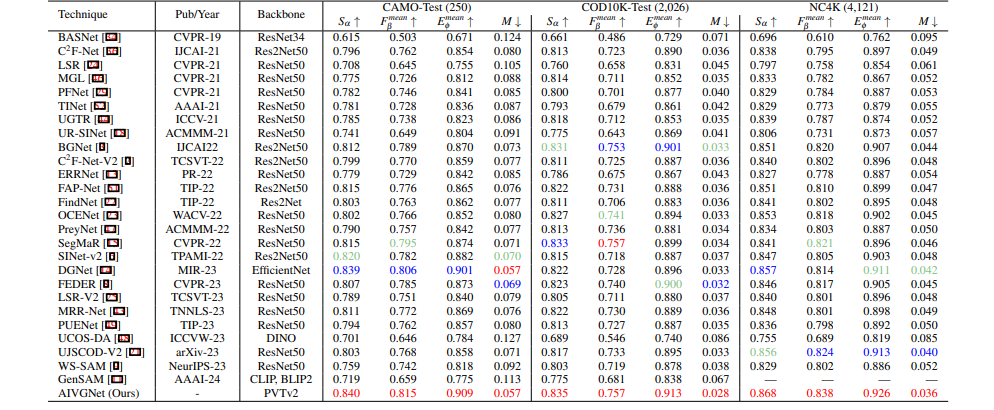 Technique Pub/Year Backbone CAMO-Test (250) COD10K-Test (2,026) NC4K (4,121)
Sα ↑ Fβmean ↑ Eϕmean ↑ M ↓ Sα ↑ Fβmean ↑ Eϕmean ↑ M ↓ Sα ↑ Fβmean ↑ Eϕmean ↑ M ↓
BASNet CVPR-19 ResNet34 0.615 0.503 0.671 0.124 0.661 0.486 0.729 0.071 0.696 0.610 0.762 0.095
C²F-Net IJCAI-21 Res2Net50 0.796 0.762 0.854 0.080 0.813 0.723 0.890 0.036 0.838 0.795 0.897 0.049
LSR CVPR-21 ResNet50 0.708 0.645 0.755 0.105 0.760 0.658 0.831 0.045 0.797 0.758 0.854 0.061
MGL CVPR-21 ResNet50 0.775 0.726 0.812 0.088 0.814 0.711 0.852 0.035 0.833 0.782 0.867 0.052
PFNet CVPR-21 ResNet50 0.782 0.746 0.841 0.085 0.800 0.701 0.877 0.040 0.829 0.784 0.887 0.053
TINet AAAI-21 ResNet50 0.781 0.728 0.836 0.087 0.793 0.679 0.861 0.042 0.829 0.773 0.879 0.055
UGTR ICCV-21 ResNet50 0.785 0.738 0.823 0.086 0.818 0.712 0.853 0.035 0.839 0.787 0.874 0.052
UR-SINet ACMMM-21 ResNet50 0.741 0.649 0.804 0.091 0.775 0.643 0.869 0.041 0.806 0.731 0.873 0.057
BGNet IJCAI22 Res2Net50 0.812 0.789 0.870 0.073 0.831 0.753 0.901 0.033 0.851 0.820 0.907 0.044
C²F-Net-V2 TCSVT-22 Res2Net50 0.799 0.770 0.859 0.077 0.811 0.725 0.887 0.036 0.840 0.802 0.896 0.048
ERRNet PR-22 ResNet50 0.779 0.729 0.842 0.085 0.786 0.675 0.867 0.043 0.827 0.778 0.887 0.054
FAP-Net TIP-22 Res2Net50 0.815 0.776 0.865 0.076 0.822 0.731 0.888 0.036 0.851 0.810 0.899 0.047
FindNet TIP-22 Res2Net 0.803 0.763 0.862 0.077 0.811 0.706 0.883 0.036 0.841 0.802 0.895 0.048
OCENet WACV-22 ResNet50 0.802 0.766 0.852 0.080 0.827 0.741 0.894 0.033 0.853 0.818 0.902 0.045
PreyNet ACMMM-22 ResNet50 0.790 0.757 0.842 0.077 0.813 0.736 0.881 0.034 0.834 0.803 0.887 0.050
SegMaR CVPR-22 ResNet50 0.815 0.795 0.874 0.071 0.833 0.757 0.899 0.034 0.841 0.821 0.896 0.046
SINet-v2 TPAMI-22 Res2Net50 0.820 0.782 0.882 0.070 0.815 0.718 0.887 0.037 0.847 0.805 0.903 0.048
DGNet MIR-23 EfficientNet 0.839 0.806 0.901 0.057 0.822 0.728 0.896 0.033 0.857 0.814 0.911 0.042
FEDER CVPR-23 ResNet50 0.807 0.785 0.873 0.069 0.823 0.740 0.900 0.032 0.846 0.817 0.905 0.045
LSR-V2 TCSVT-23 ResNet50 0.789 0.751 0.840 0.079 0.805 0.711 0.880 0.037 0.840 0.801 0.896 0.048
MRR-Net TNNLS-23 ResNet50 0.811 0.772 0.869 0.076 0.822 0.730 0.889 0.036 0.848 0.801 0.898 0.049
PUENet TIP-23 ResNet50 0.794 0.762 0.857 0.080 0.813 0.727 0.887 0.035 0.836 0.798 0.892 0.050
UCOS-DA ICCVW-23 DINO 0.701 0.646 0.784 0.127 0.689 0.546 0.740 0.086 0.755 0.689 0.819 0.085
UJSCOD-V2 arXiv-23 ResNet50 0.803 0.768 0.858 0.071 0.817 0.733 0.895 0.033 0.856 0.824 0.913 0.040
WS-SAM NeurIPS-23 ResNet50 0.759 0.742 0.818 0.092 0.803 0.719 0.878 0.038 0.829 0.802 0.886 0.052
GenSAM AAAI-24 CLIP, BLIP2 0.719 0.659 0.775 0.113 0.775 0.681 0.838 0.067 — — — —
AIVGNet (Ours) - PVTv2 0.840 0.815 0.909 0.057 0.835 0.757 0.913 0.028 0.868 0.838 0.926 0.036